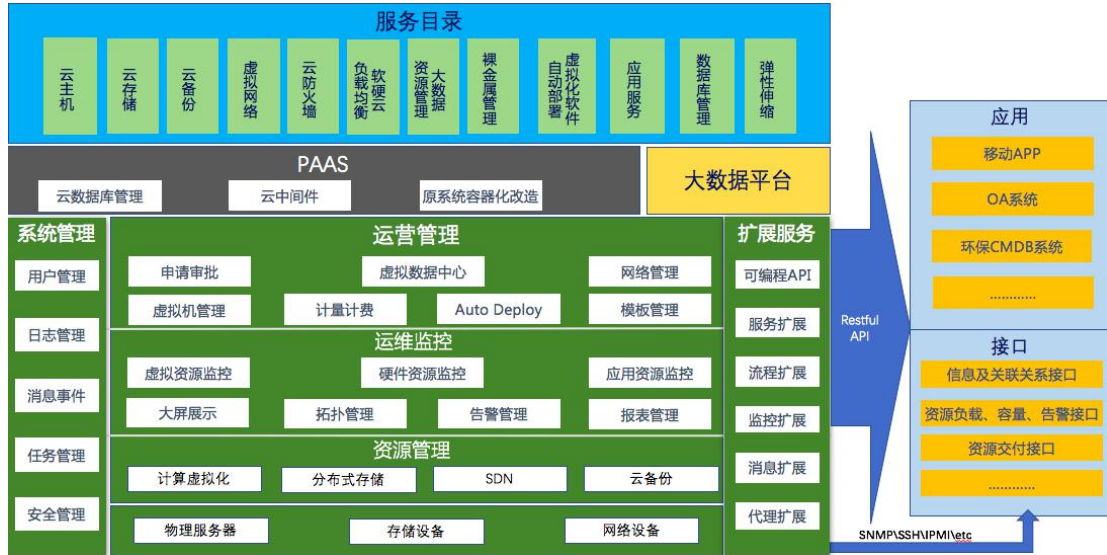 服务目录
云主机
云存储
云备份
虚拟网络
云防火墙
软硬云
负载均衡
大数据
资源管理
裸金属管理
虚拟化软件
自动部署
应用服务
数据库管理
弹性伸缩
PAAS
云数据库管理
云中间件
原系统容器化改造
大数据平台
系统管理
用户管理
日志管理
消息事件
任务管理
安全管理
运营管理
申请审批
虚拟数据中心
网络管理
虚拟机管理
计量计费
Auto Deploy
模板管理
运维监控
虚拟资源监控
硬件资源监控
应用资源监控
大屏展示
拓扑管理
告警管理
报表管理
资源管理
计算虚拟化
分布式存储
SDN
云备份
物理服务器
存储设备
网络设备
扩展服务
可编程API
服务扩展
流程扩展
监控扩展
消息扩展
代理扩展
Restful
API
应用
移动APP
OA系统
环保CMDB系统
............
接口
信息及关联关系接口
资源负载、容量、告警接口
资源交付接口
............
SNMP\SSH\IPMI\etc